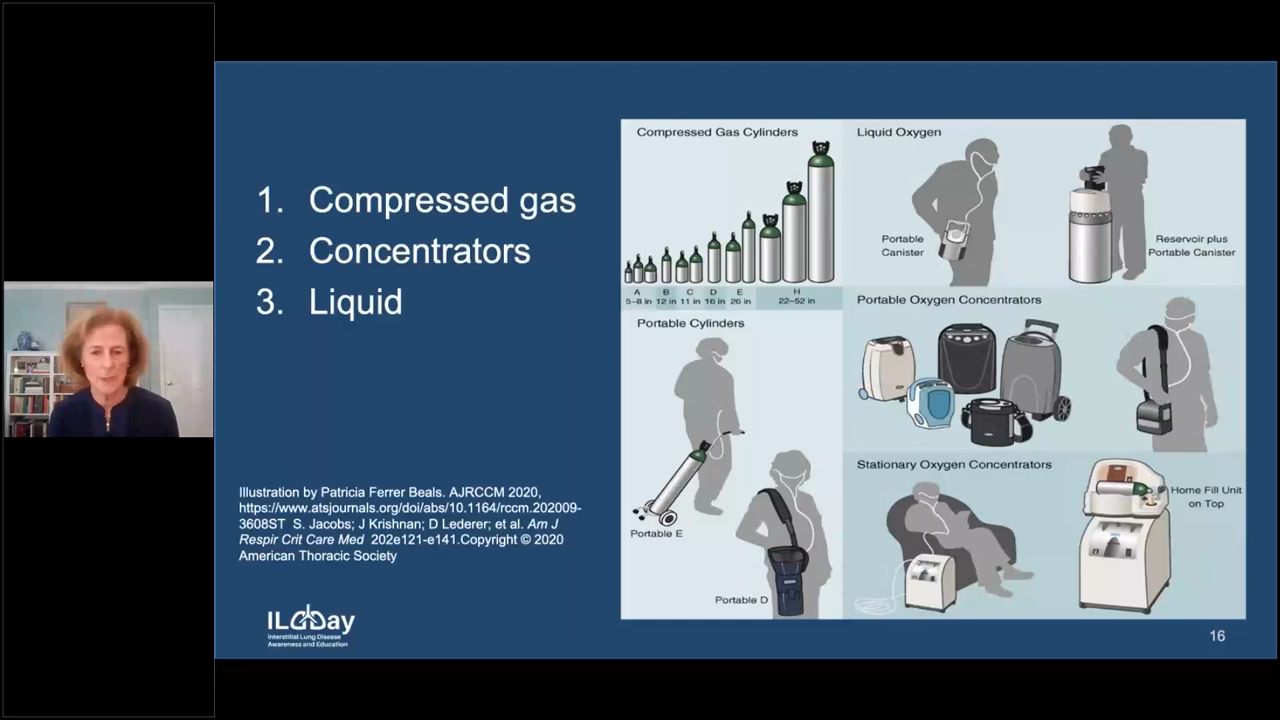 1. Compressed gas
2. Concentrators
3. Liquid
Illustration by Patricia Ferrer Beals. AJRCCM 2020,
https://www.atsjournals.org/doi/abs/10.1164/rccm.202009-
3608ST S. Jacobs; J Krishnan; D Lederer; et al. Am J
Respir Crit Care Med 202e121-e141.Copyright © 2020
American Thoracic Society
ILDDay
Interstitial Lung Disease
Awareness and Education
Compressed Gas Cylinders
A B C D E H
5–8 in 12 in 11 in 16 in 26 in 22–52 in
Portable Cylinders
Portable E
Portable D
Liquid Oxygen
Portable
Canister
Reservoir plus
Portable Canister
Portable Oxygen Concentrators
Stationary Oxygen Concentrators
Home Fill Unit
on Top
16